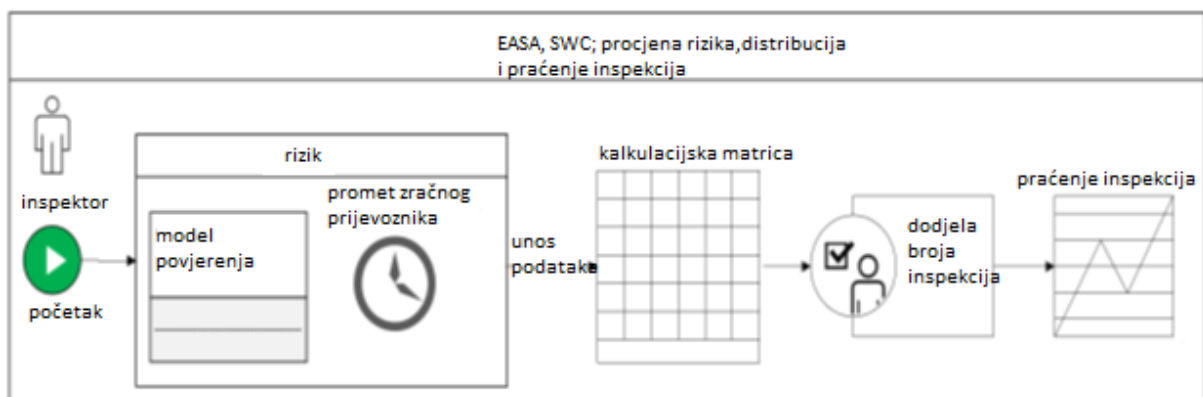 EASA, SWC; procjena rizika,distribucija
i praćenje inspekcija
inspektor
početak
rizik
model
povjerenja
promet zračnog
prijevoznika
unos
podataka
kalkulacijska matrica
dodjela
broja
inspekcija
praćenje inspekcija